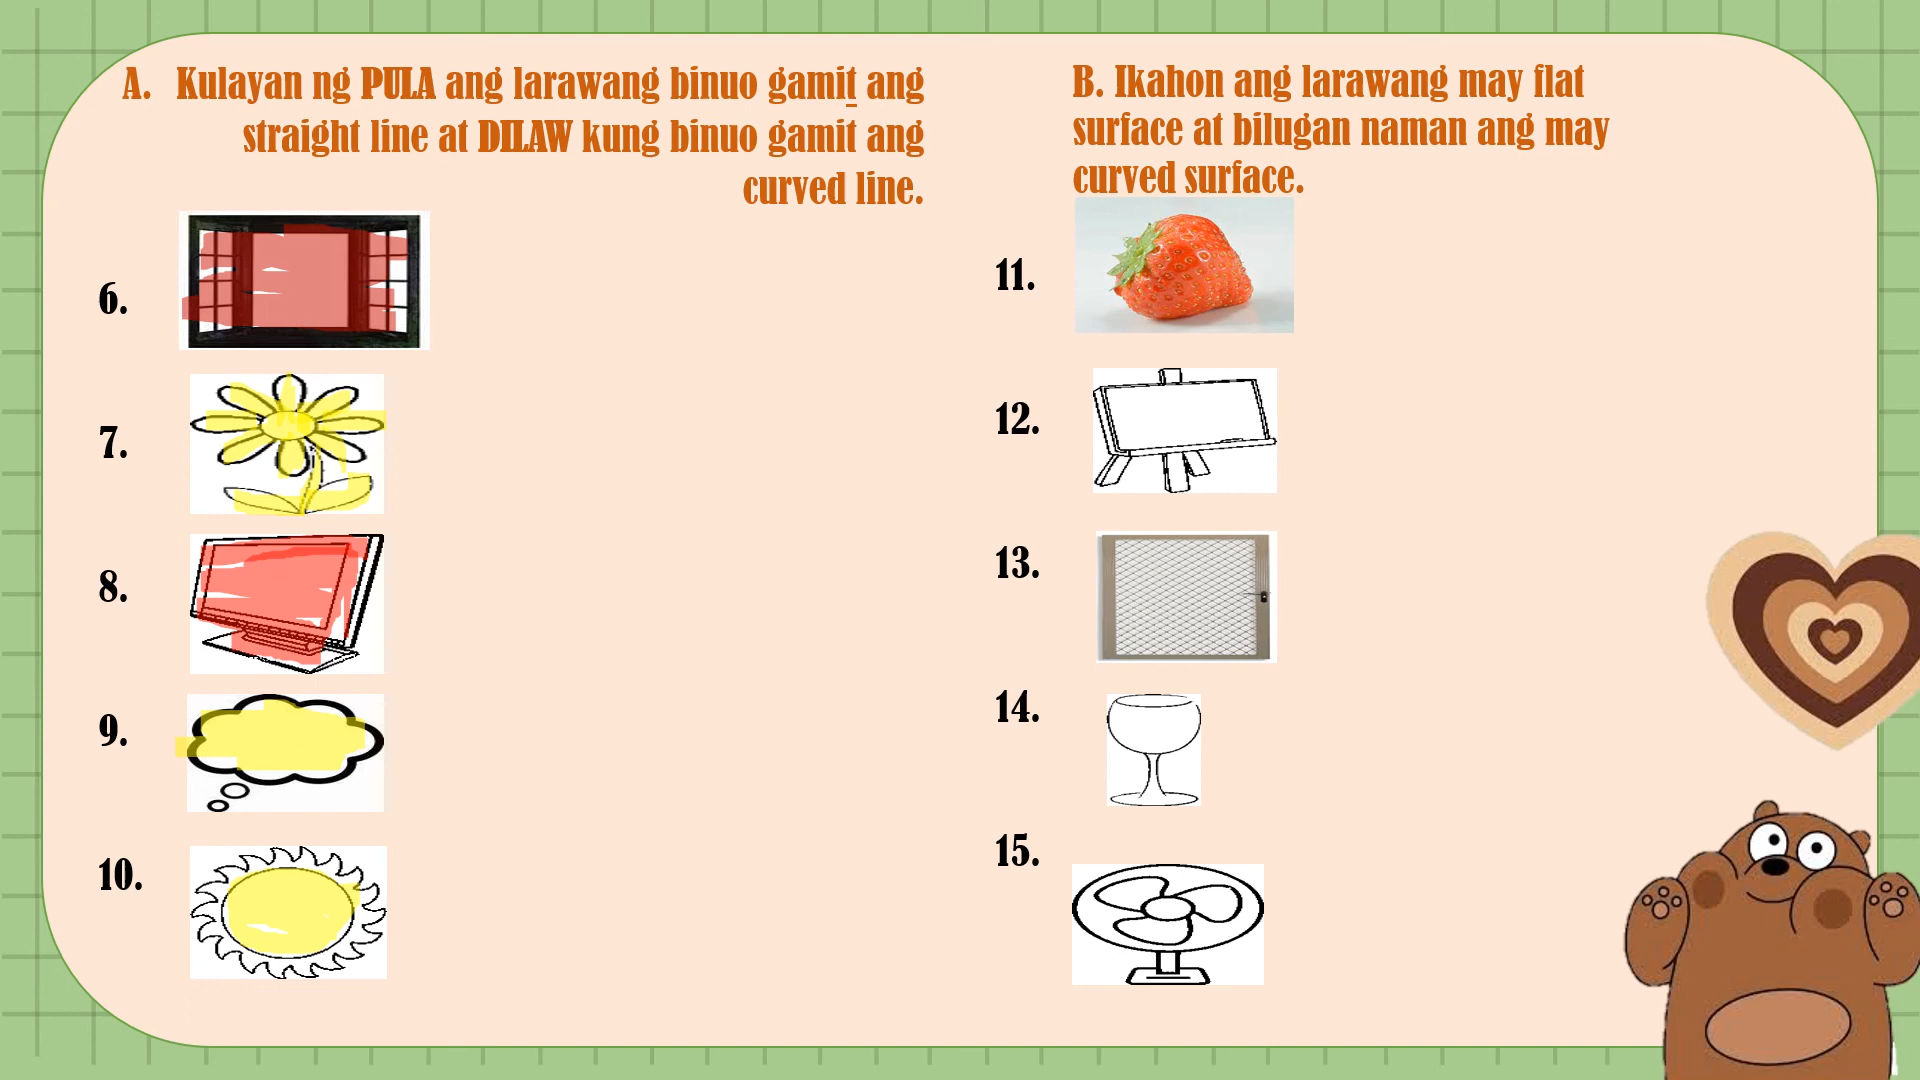 A. Kulayan ng PULA ang larawang binuo gamit ang
straight line at DILAW kung binuo gamit ang
curved line.
6.
7.
8.
9.
10.
B. Ikahon ang larawang may flat
surface at bilugan naman ang may
curved surface.
11.
12.
13.
14.
15.